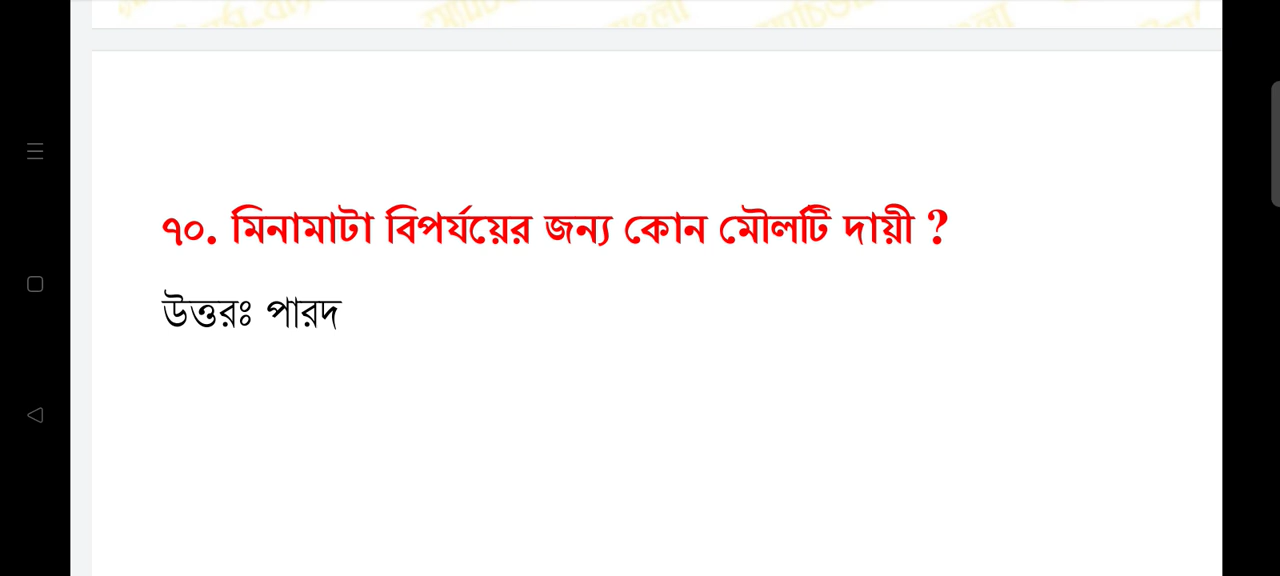 ৭০. মিনামাটা বিপর্যয়ের জন্য কোন মৌলটি দায়ী ?
উত্তরঃ পারদ